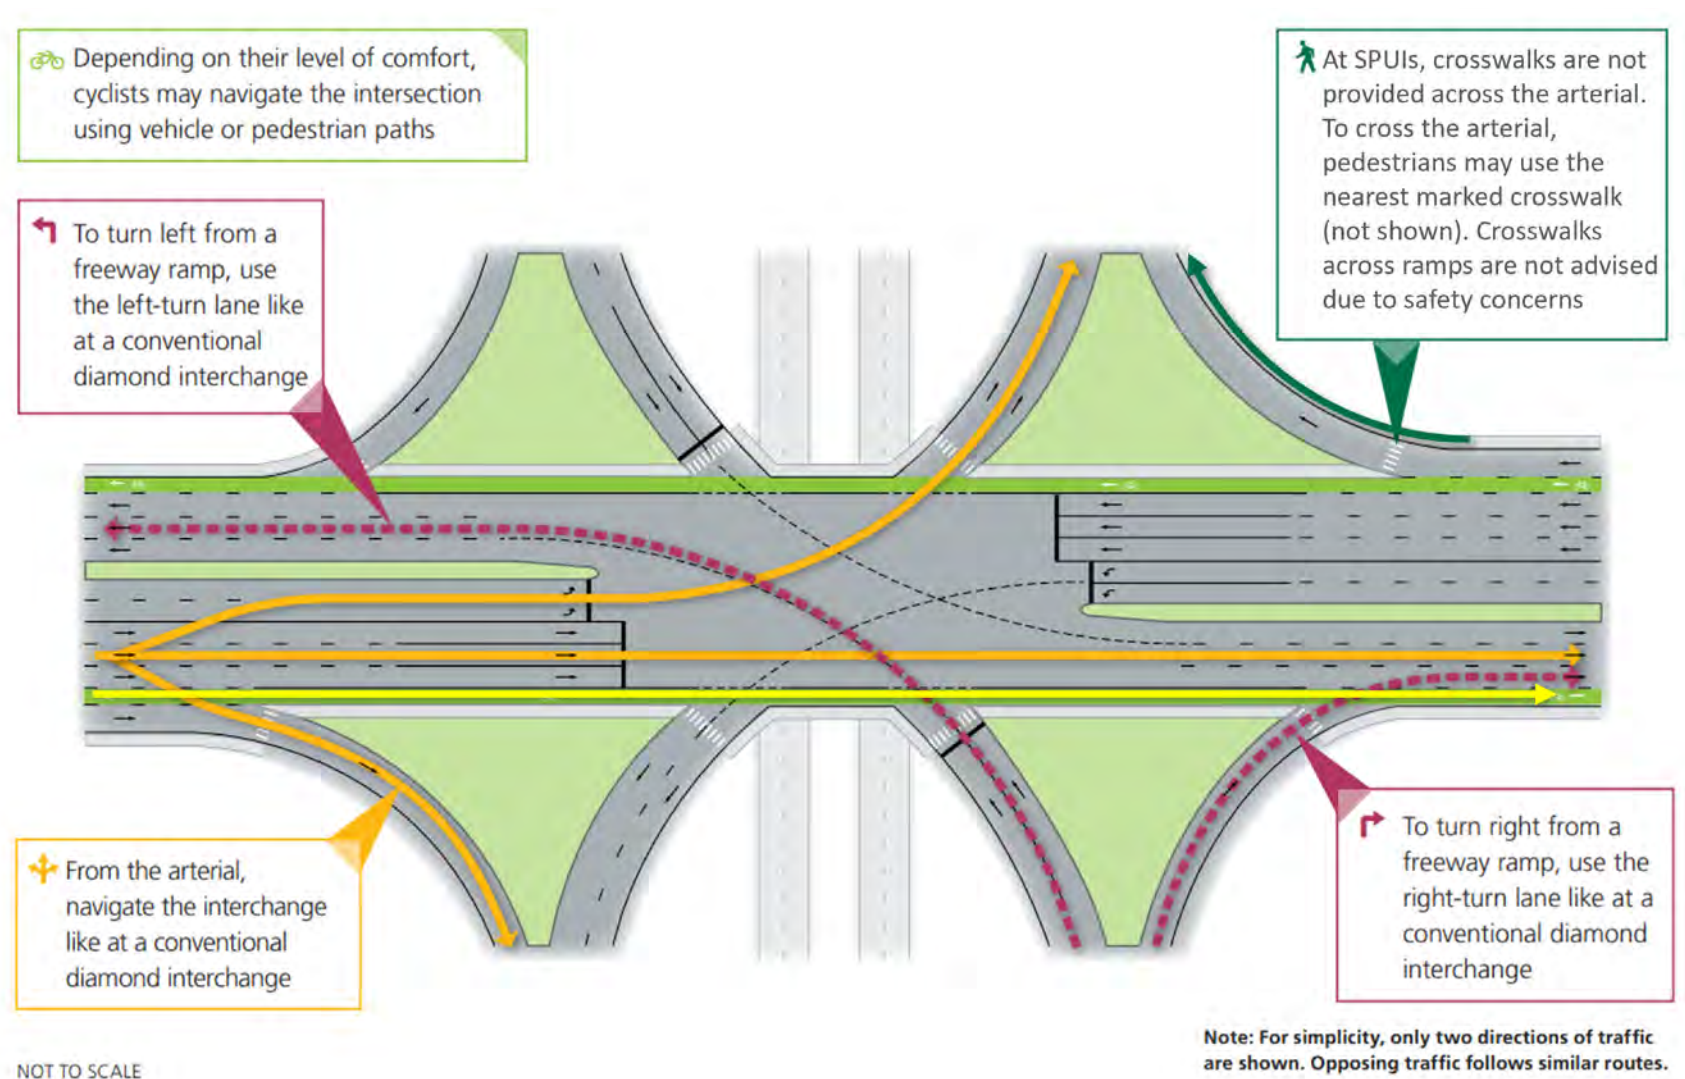 Depending on their level of comfort,
cyclists may navigate the intersection
using vehicle or pedestrian paths
At SPUIs, crosswalks are not
provided across the arterial.
To cross the arterial,
pedestrians may use the
nearest marked crosswalk
(not shown). Crosswalks
across ramps are not advised
due to safety concerns
To turn left from a
freeway ramp, use
the left-turn lane like
at a conventional
diamond interchange
From the arterial,
navigate the interchange
like at a conventional
diamond interchange
To turn right from a
freeway ramp, use the
right-turn lane like at a
conventional diamond
interchange
Note: For simplicity, only two directions of traffic
are shown. Opposing traffic follows similar routes.
NOT TO SCALE